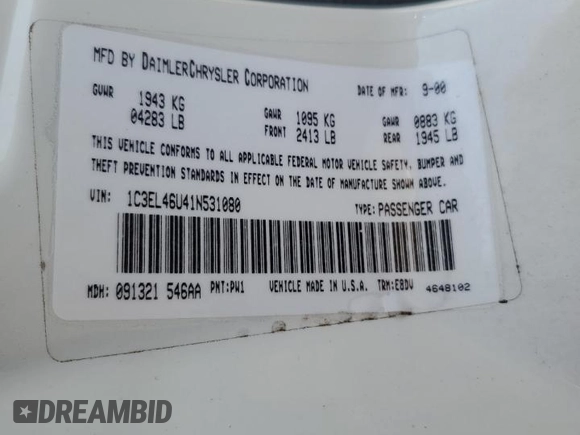 MFD BY DAIMLERCHRYSLER CORPORATION
DATE OF MFR: 9-00
GVWR 1943 KG 04283 LB
GAWR FRONT 1095 KG 2413 LB
GAWR REAR 0883 KG 1945 LB
THIS VEHICLE CONFORMS TO ALL APPLICABLE FEDERAL MOTOR VEHICLE SAFETY, BUMPER AND
THEFT PREVENTION STANDARDS IN EFFECT ON THE DATE OF MANUFACTURE SHOWN ABOVE.
VIN: 1C3EL46U41N531080 TYPE: PASSENGER CAR
MDH: 091321 546AA PNT: PW1 VEHICLE MADE IN U.S.A. TRM: E8DV 4648102
DREAMBID